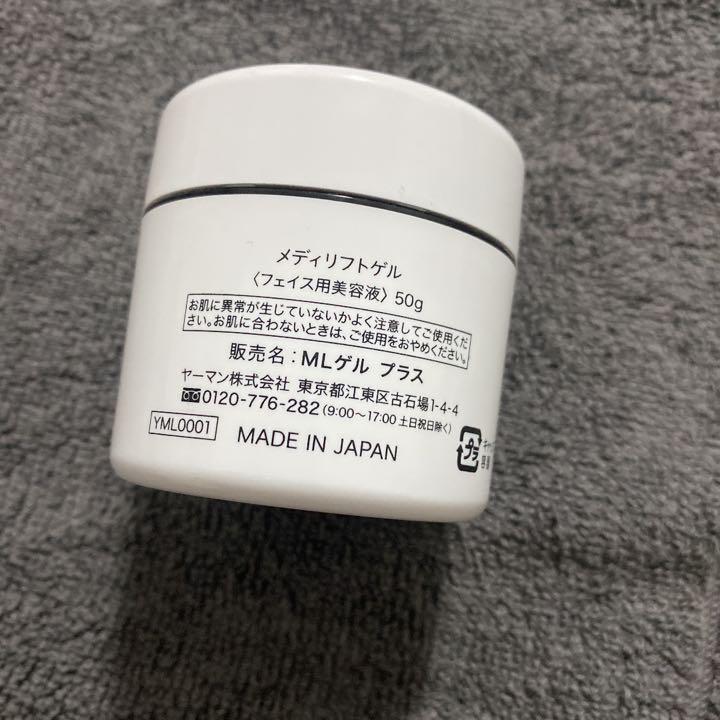 メディリフトゲル
〈フェイス用美容液〉50g
お肌に異常が生じていないかよく注意してご使用くだ
さい。お肌に合わないときは、ご使用をおやめください。
販売名：MLゲル プラス
ヤーマン株式会社 東京都江東区古石場1-4-4
0120-776-282（9:00〜17:00 土日祝日除く）
YML0001
MADE IN JAPAN
プラ